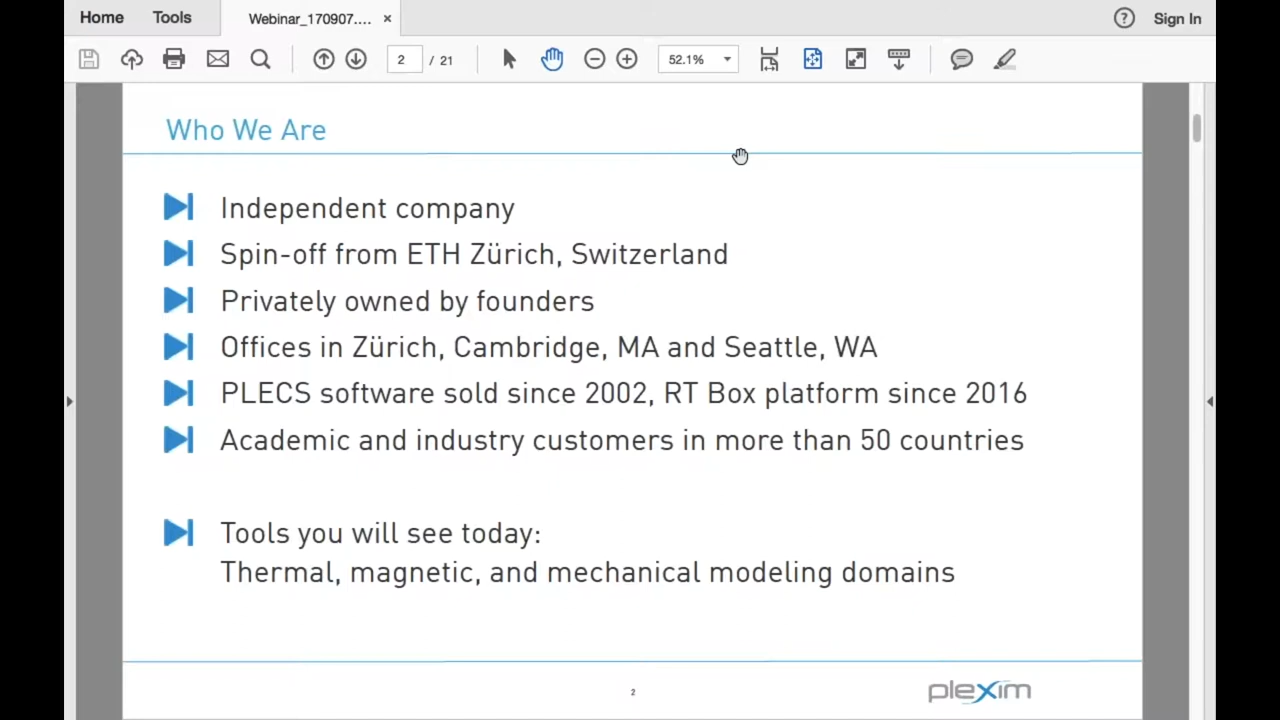 Home Tools Webinar_170907.... × ? Sign In
2 / 21 52.1%
Who We Are
Independent company
Spin-off from ETH Zürich, Switzerland
Privately owned by founders
Offices in Zürich, Cambridge, MA and Seattle, WA
PLECS software sold since 2002, RT Box platform since 2016
Academic and industry customers in more than 50 countries
Tools you will see today:
Thermal, magnetic, and mechanical modeling domains
2
plexim